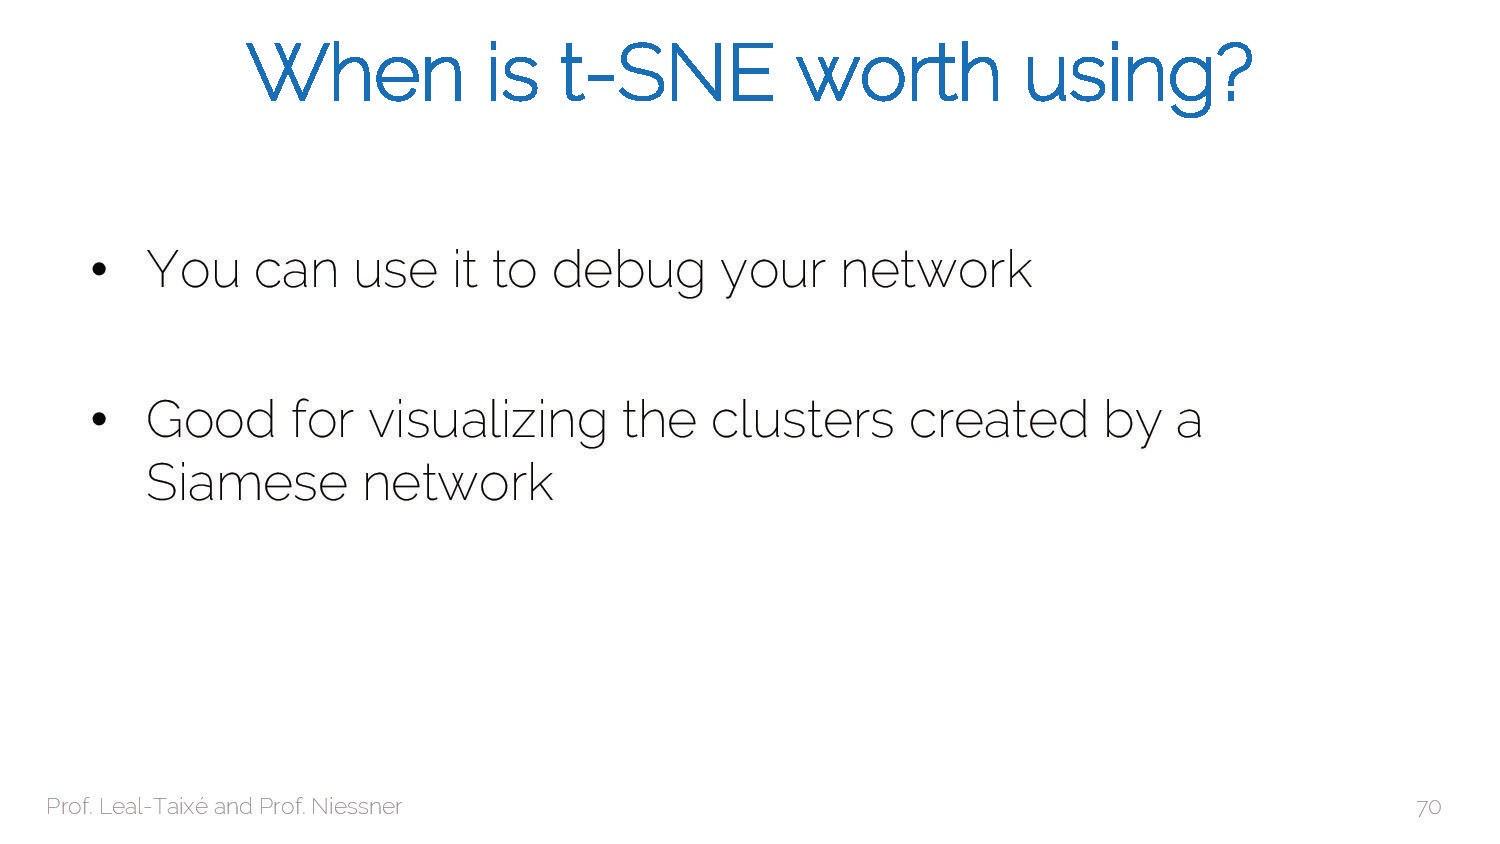 When is t-SNE worth using?
• You can use it to debug your network
• Good for visualizing the clusters created by a
Siamese network
Prof. Leal-Taixé and Prof. Niessner
70